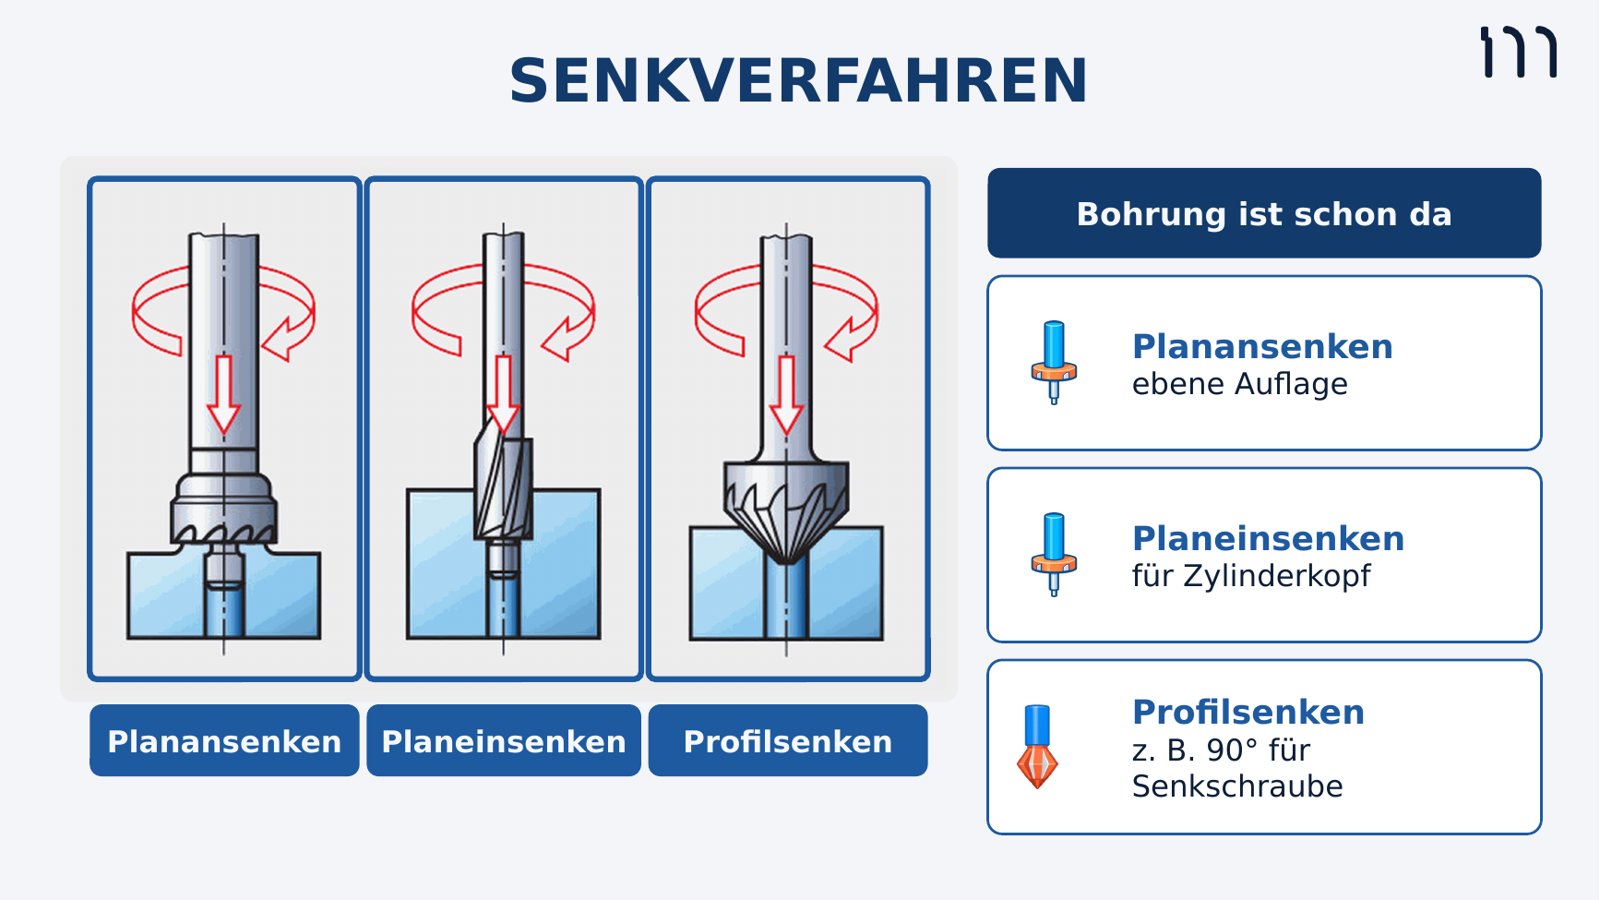 SENKVERFAHREN
Planansenken
Planeinsenken
Profilsenken
Bohrung ist schon da
Planansenken
ebene Auflage
Planeinsenken
für Zylinderkopf
Profilsenken
z. B. 90° für
Senkschraube